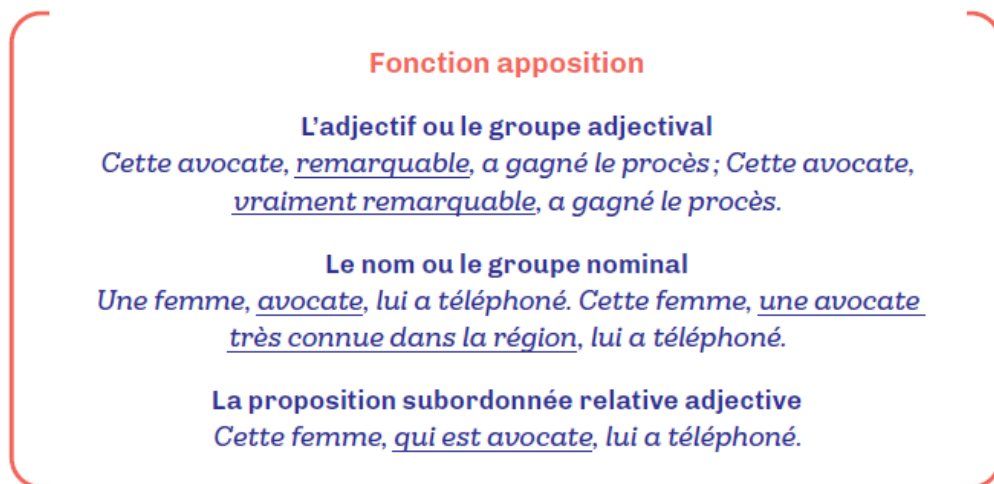 Fonction apposition
L'adjectif ou le groupe adjectival
Cette avocate, remarquable, a gagné le procès ; Cette avocate,
vraiment remarquable, a gagné le procès.
Le nom ou le groupe nominal
Une femme, avocate, lui a téléphoné. Cette femme, une avocate
très connue dans la région, lui a téléphoné.
La proposition subordonnée relative adjective
Cette femme, qui est avocate, lui a téléphoné.